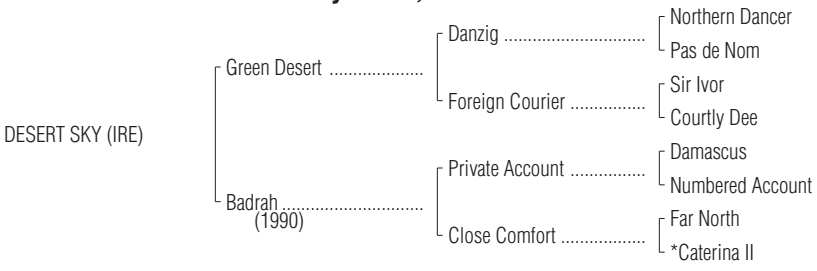 Northern Dancer
Danzig ..............................
Pas de Nom
Green Desert ....................
Sir Ivor
Foreign Courier ................
Courtly Dee
DESERT SKY (IRE)
Damascus
Private Account ................
Numbered Account
Badrah ..............................
(1990)
Far North
Close Comfort ..................
*Caterina II